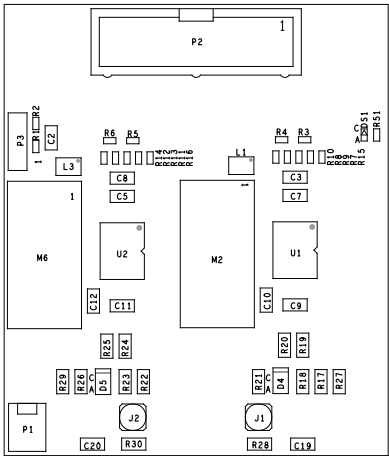 1
P2
R2
R1
P3
C2
1
L3
R6
R5
R14
R12
R13
R11
R16
L1
R4
R3
R10
R8
R9
R7
R15
C
A
DS1
R51
C8
C5
C3
C7
1
M6
U2
1
M2
U1
C12
C11
C10
C9
R25
R24
R20
R19
R29
R26
C
A
D5
R23
R22
R21
C
A
D4
R18
R17
R27
P1
J2
J1
C20
R30
R28
C19